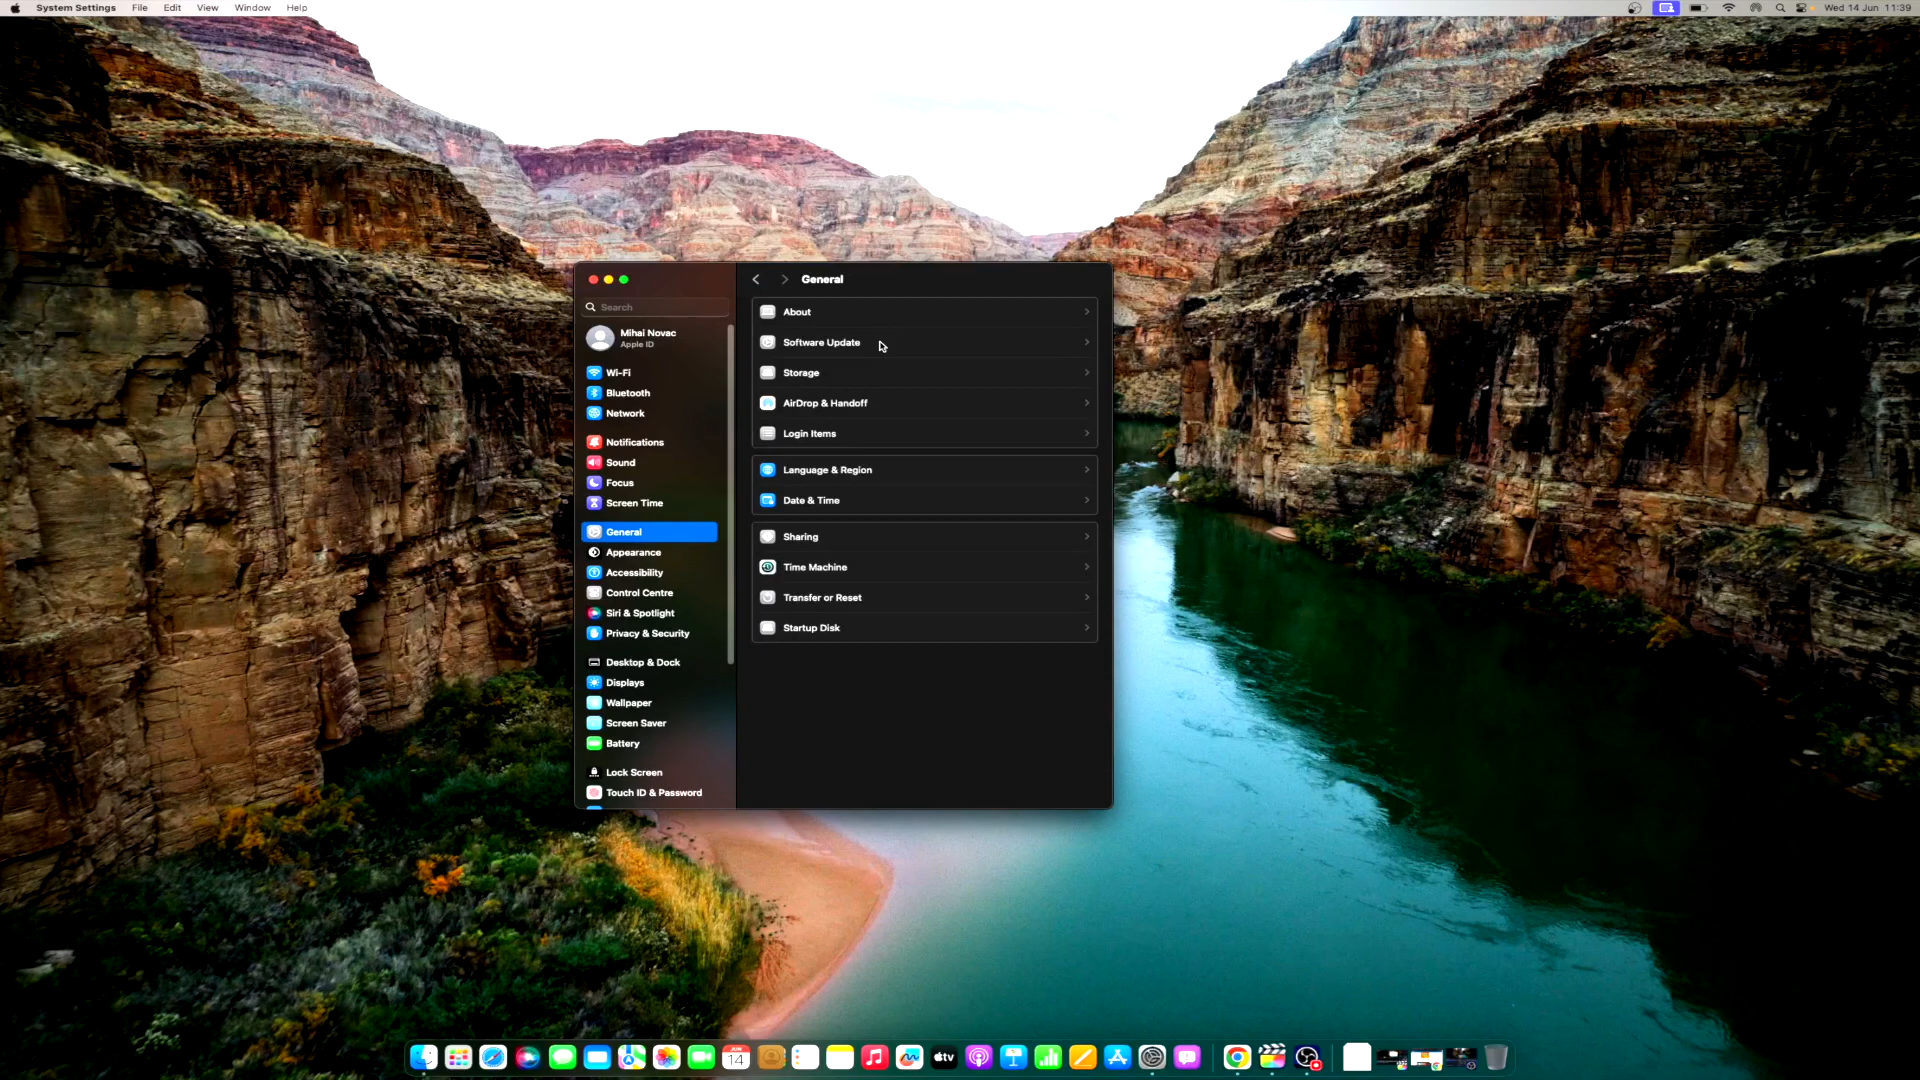 System Settings File Edit View Window Help Wed 14 Jun 11:39
General
Search
Mihai Novac
Apple ID
Wi-Fi
Bluetooth
Network
Notifications
Sound
Focus
Screen Time
General
Appearance
Accessibility
Control Centre
Siri & Spotlight
Privacy & Security
Desktop & Dock
Displays
Wallpaper
Screen Saver
Battery
Lock Screen
Touch ID & Password
About
Software Update
Storage
AirDrop & Handoff
Login Items
Language & Region
Date & Time
Sharing
Time Machine
Transfer or Reset
Startup Disk
JUN
14
tv